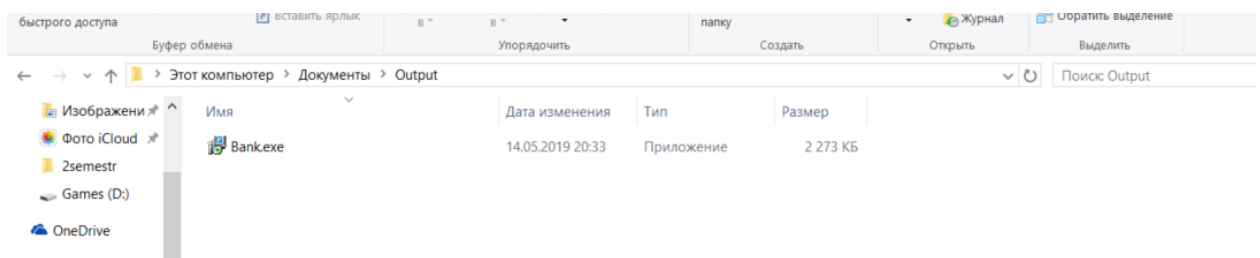 быстрого доступа
Вставить ярлык
в
в
папку
Журнал
Обратить выделение
Буфер обмена
Упорядочить
Создать
Открыть
Выделить
Этот компьютер > Документы > Output
Поиск: Output
Изображени
Имя
Дата изменения
Тип
Размер
Фото iCloud
Bank.exe
14.05.2019 20:33
Приложение
2 273 КБ
2semestr
Games (D:)
OneDrive